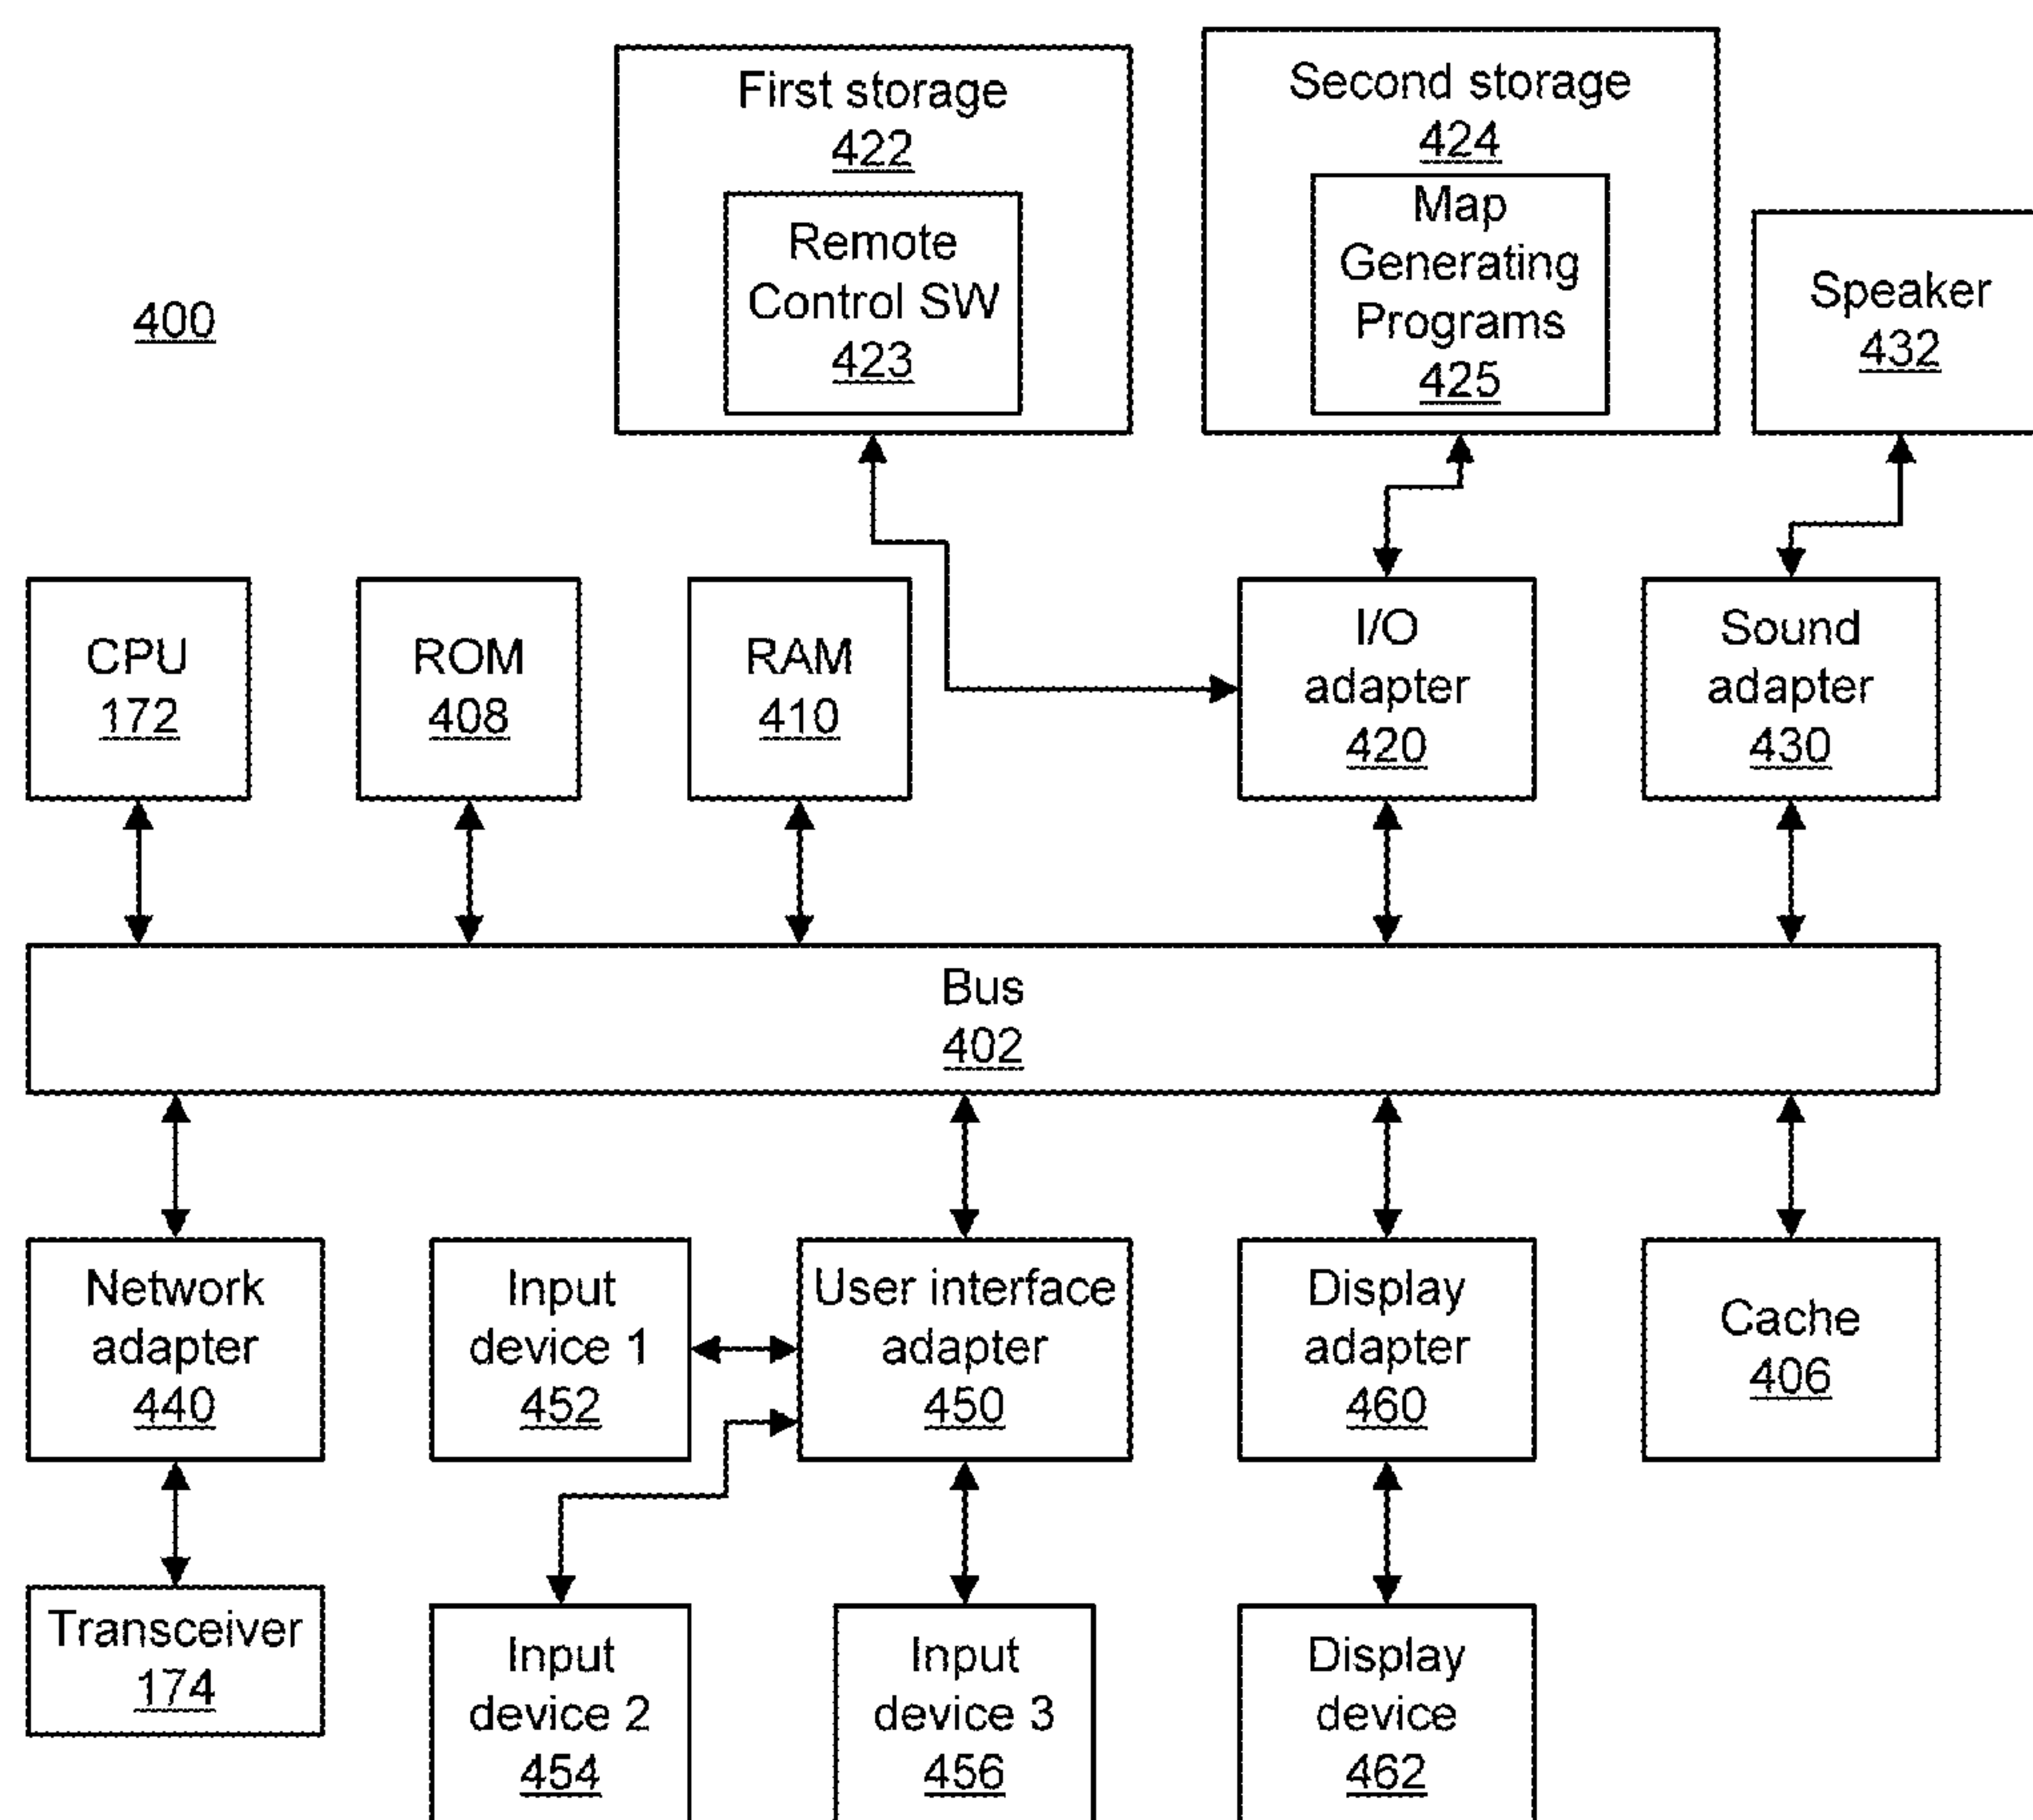 First storage
422
Remote
Control SW
423
Second storage
424
Map
Generating
Programs
425
Speaker
432
400
CPU
172
ROM
408
RAM
410
I/O
adapter
420
Sound
adapter
430
Bus
402
Network
adapter
440
Input
device 1
452
User interface
adapter
450
Display
adapter
460
Cache
406
Transceiver
174
Input
device 2
454
Input
device 3
456
Display
device
462